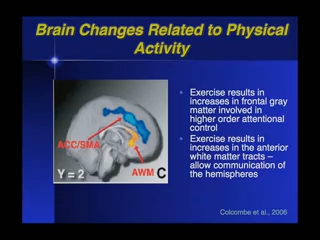 Brain Changes Related to Physical
Activity
ACC/SMA
Y = 2
AWM
C
• Exercise results in
increases in frontal gray
matter involved in
higher order attentional
control
• Exercise results in
increases in the anterior
white matter tracts –
allow communication of
the hemispheres
Colcombe et al., 2006